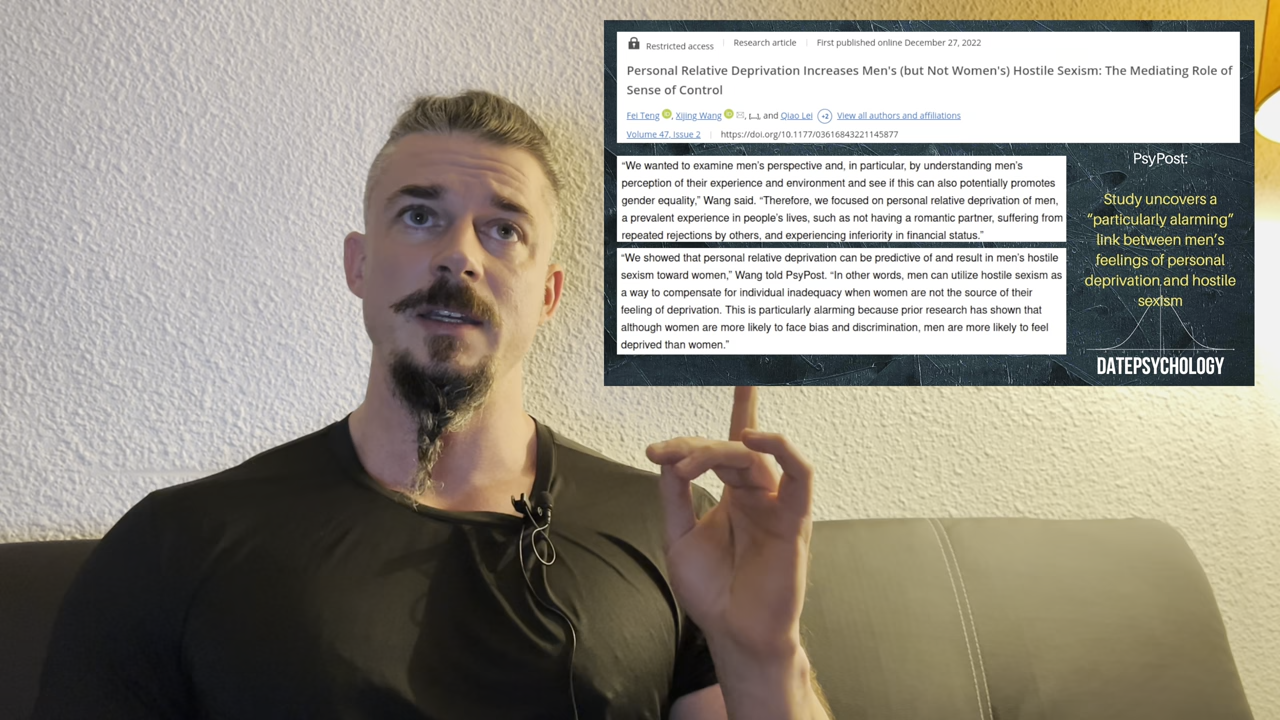 Restricted access
Research article
First published online December 27, 2022
Personal Relative Deprivation Increases Men's (but Not Women's) Hostile Sexism: The Mediating Role of
Sense of Control
Fei Teng, Xijing Wang, [...], and Qiao Lei +2 View all authors and affiliations
Volume 47, Issue 2
https://doi.org/10.1177/03616843221145877
“We wanted to examine men’s perspective and, in particular, by understanding men’s
perception of their experience and environment and see if this can also potentially promotes
gender equality,” Wang said. “Therefore, we focused on personal relative deprivation of men,
a prevalent experience in people’s lives, such as not having a romantic partner, suffering from
repeated rejections by others, and experiencing inferiority in financial status.”
“We showed that personal relative deprivation can be predictive of and result in men’s hostile
sexism toward women,” Wang told PsyPost. “In other words, men can utilize hostile sexism as
a way to compensate for individual inadequacy when women are not the source of their
feeling of deprivation. This is particularly alarming because prior research has shown that
although women are more likely to face bias and discrimination, men are more likely to feel
deprived than women.”
PsyPost:
Study uncovers a
“particularly alarming”
link between men’s
feelings of personal
deprivation and hostile
sexism
DATEPSYCHOLOGY